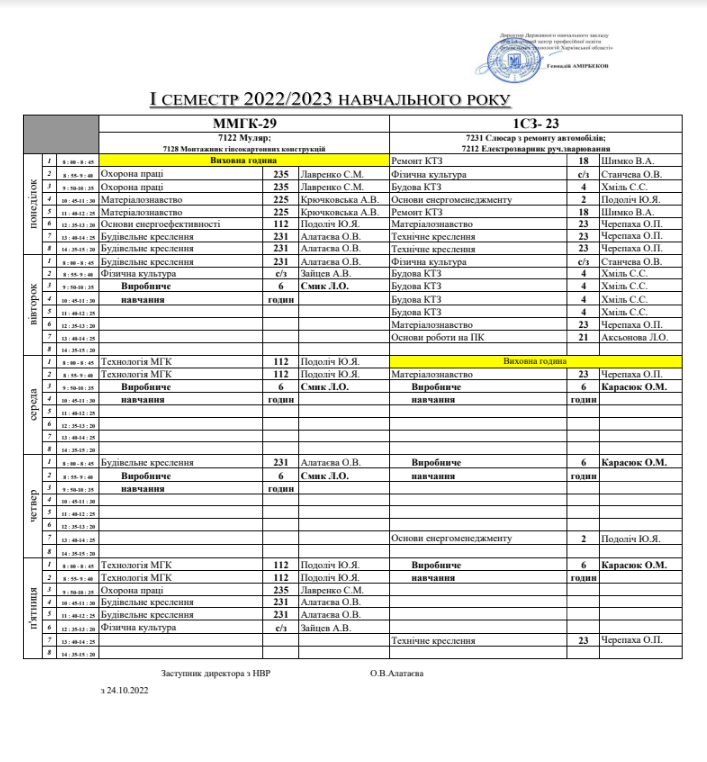 Директор Державного навчального закладу
Геннадій АМІРБЕКОВ
I СЕМЕСТР 2022/2023 НАВЧАЛЬНОГО РОКУ
ММГК-29 1СЗ- 23
7122 Муляр; 7231 Слюсар з ремонту автомобілів;
7128 Монтажник гіпсокартонних конструкцій 7212 Електрозварник руч.зварювання
понеділок
1 8 : 00 - 8 : 45 Виховна година Ремонт КТЗ 18 Шимко В.А.
2 8 : 55- 9 : 40 Охорона праці 235 Лавренко С.М. Фізична культура с/з Станчева О.В.
3 9 : 50-10 : 35 Охорона праці 235 Лавренко С.М. Будова КТЗ 4 Хміль С.С.
4 10 : 45-11 : 30 Матеріалознавство 225 Крючковська А.В. Основи енергоменеджменту 2 Подоліч Ю.Я.
5 11 : 40-12 : 25 Матеріалознавство 225 Крючковська А.В. Ремонт КТЗ 18 Шимко В.А.
6 12 : 35-13 : 20 Основи енергоефективності 112 Подоліч Ю.Я. Матеріалознавство 23 Черепаха О.П.
7 13 : 40-14 : 25 Будівельне креслення 231 Алатаєва О.В. Технічне креслення 23 Черепаха О.П.
8 14 : 35-15 : 20 Будівельне креслення 231 Алатаєва О.В. Технічне креслення 23 Черепаха О.П.
вівторок
1 8 : 00 - 8 : 45 Будівельне креслення 231 Алатаєва О.В. Фізична культура с/з Станчева О.В.
2 8 : 55- 9 : 40 Фізична культура с/з Зайцев А.В. Будова КТЗ 4 Хміль С.С.
3 9 : 50-10 : 35 Виробниче 6 Смик Л.О. Будова КТЗ 4 Хміль С.С.
4 10 : 45-11 : 30 навчання годин Будова КТЗ 4 Хміль С.С.
5 11 : 40-12 : 25 Будова КТЗ 4 Хміль С.С.
6 12 : 35-13 : 20 Матеріалознавство 23 Черепаха О.П.
7 13 : 40-14 : 25 Основи роботи на ПК 21 Аксьонова Л.О.
8 14 : 35-15 : 20
середа
1 8 : 00 - 8 : 45 Технологія МГК 112 Подоліч Ю.Я. Виховна година
2 8 : 55- 9 : 40 Технологія МГК 112 Подоліч Ю.Я. Матеріалознавство 23 Черепаха О.П.
3 9 : 50-10 : 35 Виробниче 6 Смик Л.О. Виробниче 6 Карасюк О.М.
4 10 : 45-11 : 30 навчання годин навчання годин
5 11 : 40-12 : 25
6 12 : 35-13 : 20
7 13 : 40-14 : 25
8 14 : 35-15 : 20
четвер
1 8 : 00 - 8 : 45 Будівельне креслення 231 Алатаєва О.В. Виробниче 6 Карасюк О.М.
2 8 : 55- 9 : 40 Виробниче 6 Смик Л.О. навчання годин
3 9 : 50-10 : 35 навчання годин
4 10 : 45-11 : 30
5 11 : 40-12 : 25
6 12 : 35-13 : 20
7 13 : 40-14 : 25 Основи енергоменеджменту 2 Подоліч Ю.Я.
8 14 : 35-15 : 20
п'ятниця
1 8 : 00 - 8 : 45 Технологія МГК 112 Подоліч Ю.Я. Виробниче 6 Карасюк О.М.
2 8 : 55- 9 : 40 Технологія МГК 112 Подоліч Ю.Я. навчання годин
3 9 : 50-10 : 35 Охорона праці 235 Лавренко С.М.
4 10 : 45-11 : 30 Будівельне креслення 231 Алатаєва О.В.
5 11 : 40-12 : 25 Будівельне креслення 231 Алатаєва О.В.
6 12 : 35-13 : 20 Фізична культура с/з Зайцев А.В.
7 13 : 40-14 : 25 Технічне креслення 23 Черепаха О.П.
8 14 : 35-15 : 20
Заступник директора з НВР О.В.Алатаєва
з 24.10.2022